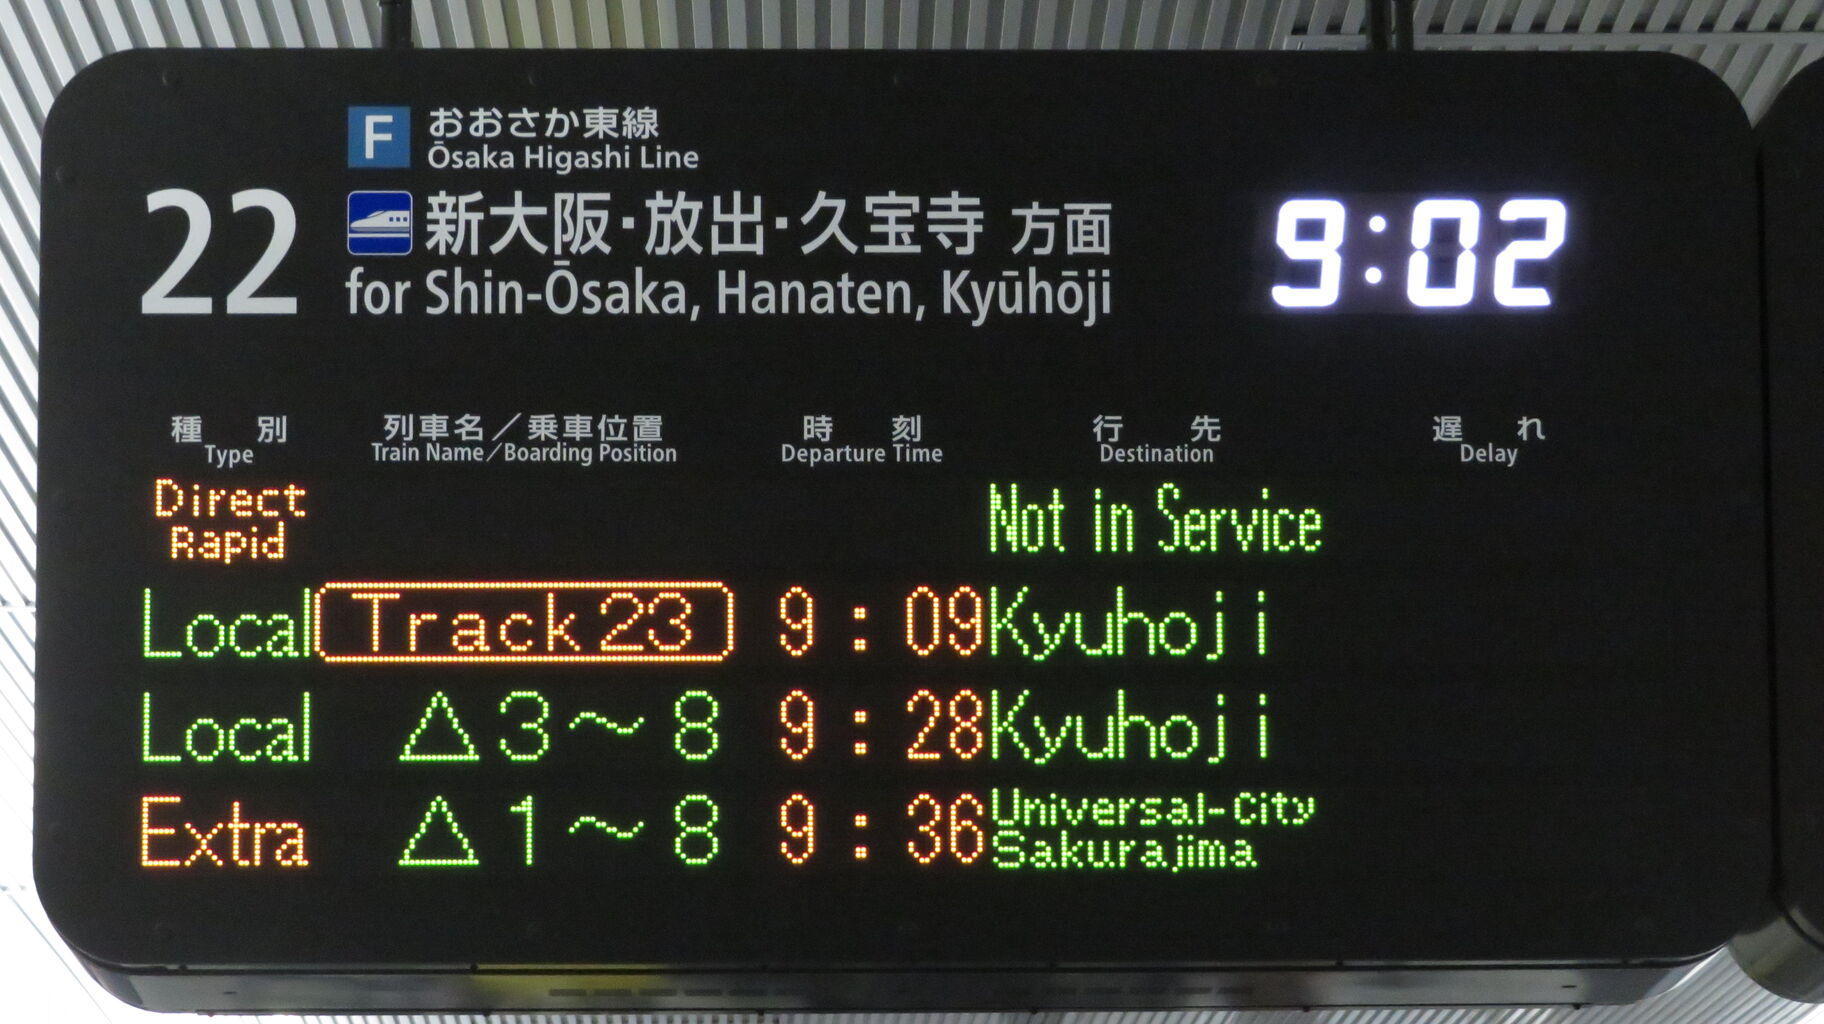 F おおさか東線
Ōsaka Higashi Line
22 新大阪・放出・久宝寺 方面 9:02
for Shin-Ōsaka, Hanaten, Kyūhōji
種別 列車名／乗車位置 時刻 行先 遅れ
Type Train Name／Boarding Position Departure Time Destination Delay
Direct Rapid Not in Service
Local Track23 9:09 Kyuhoji
Local △3～8 9:28 Kyuhoji
Extra △1～8 9:36 Universal-City Sakurajima